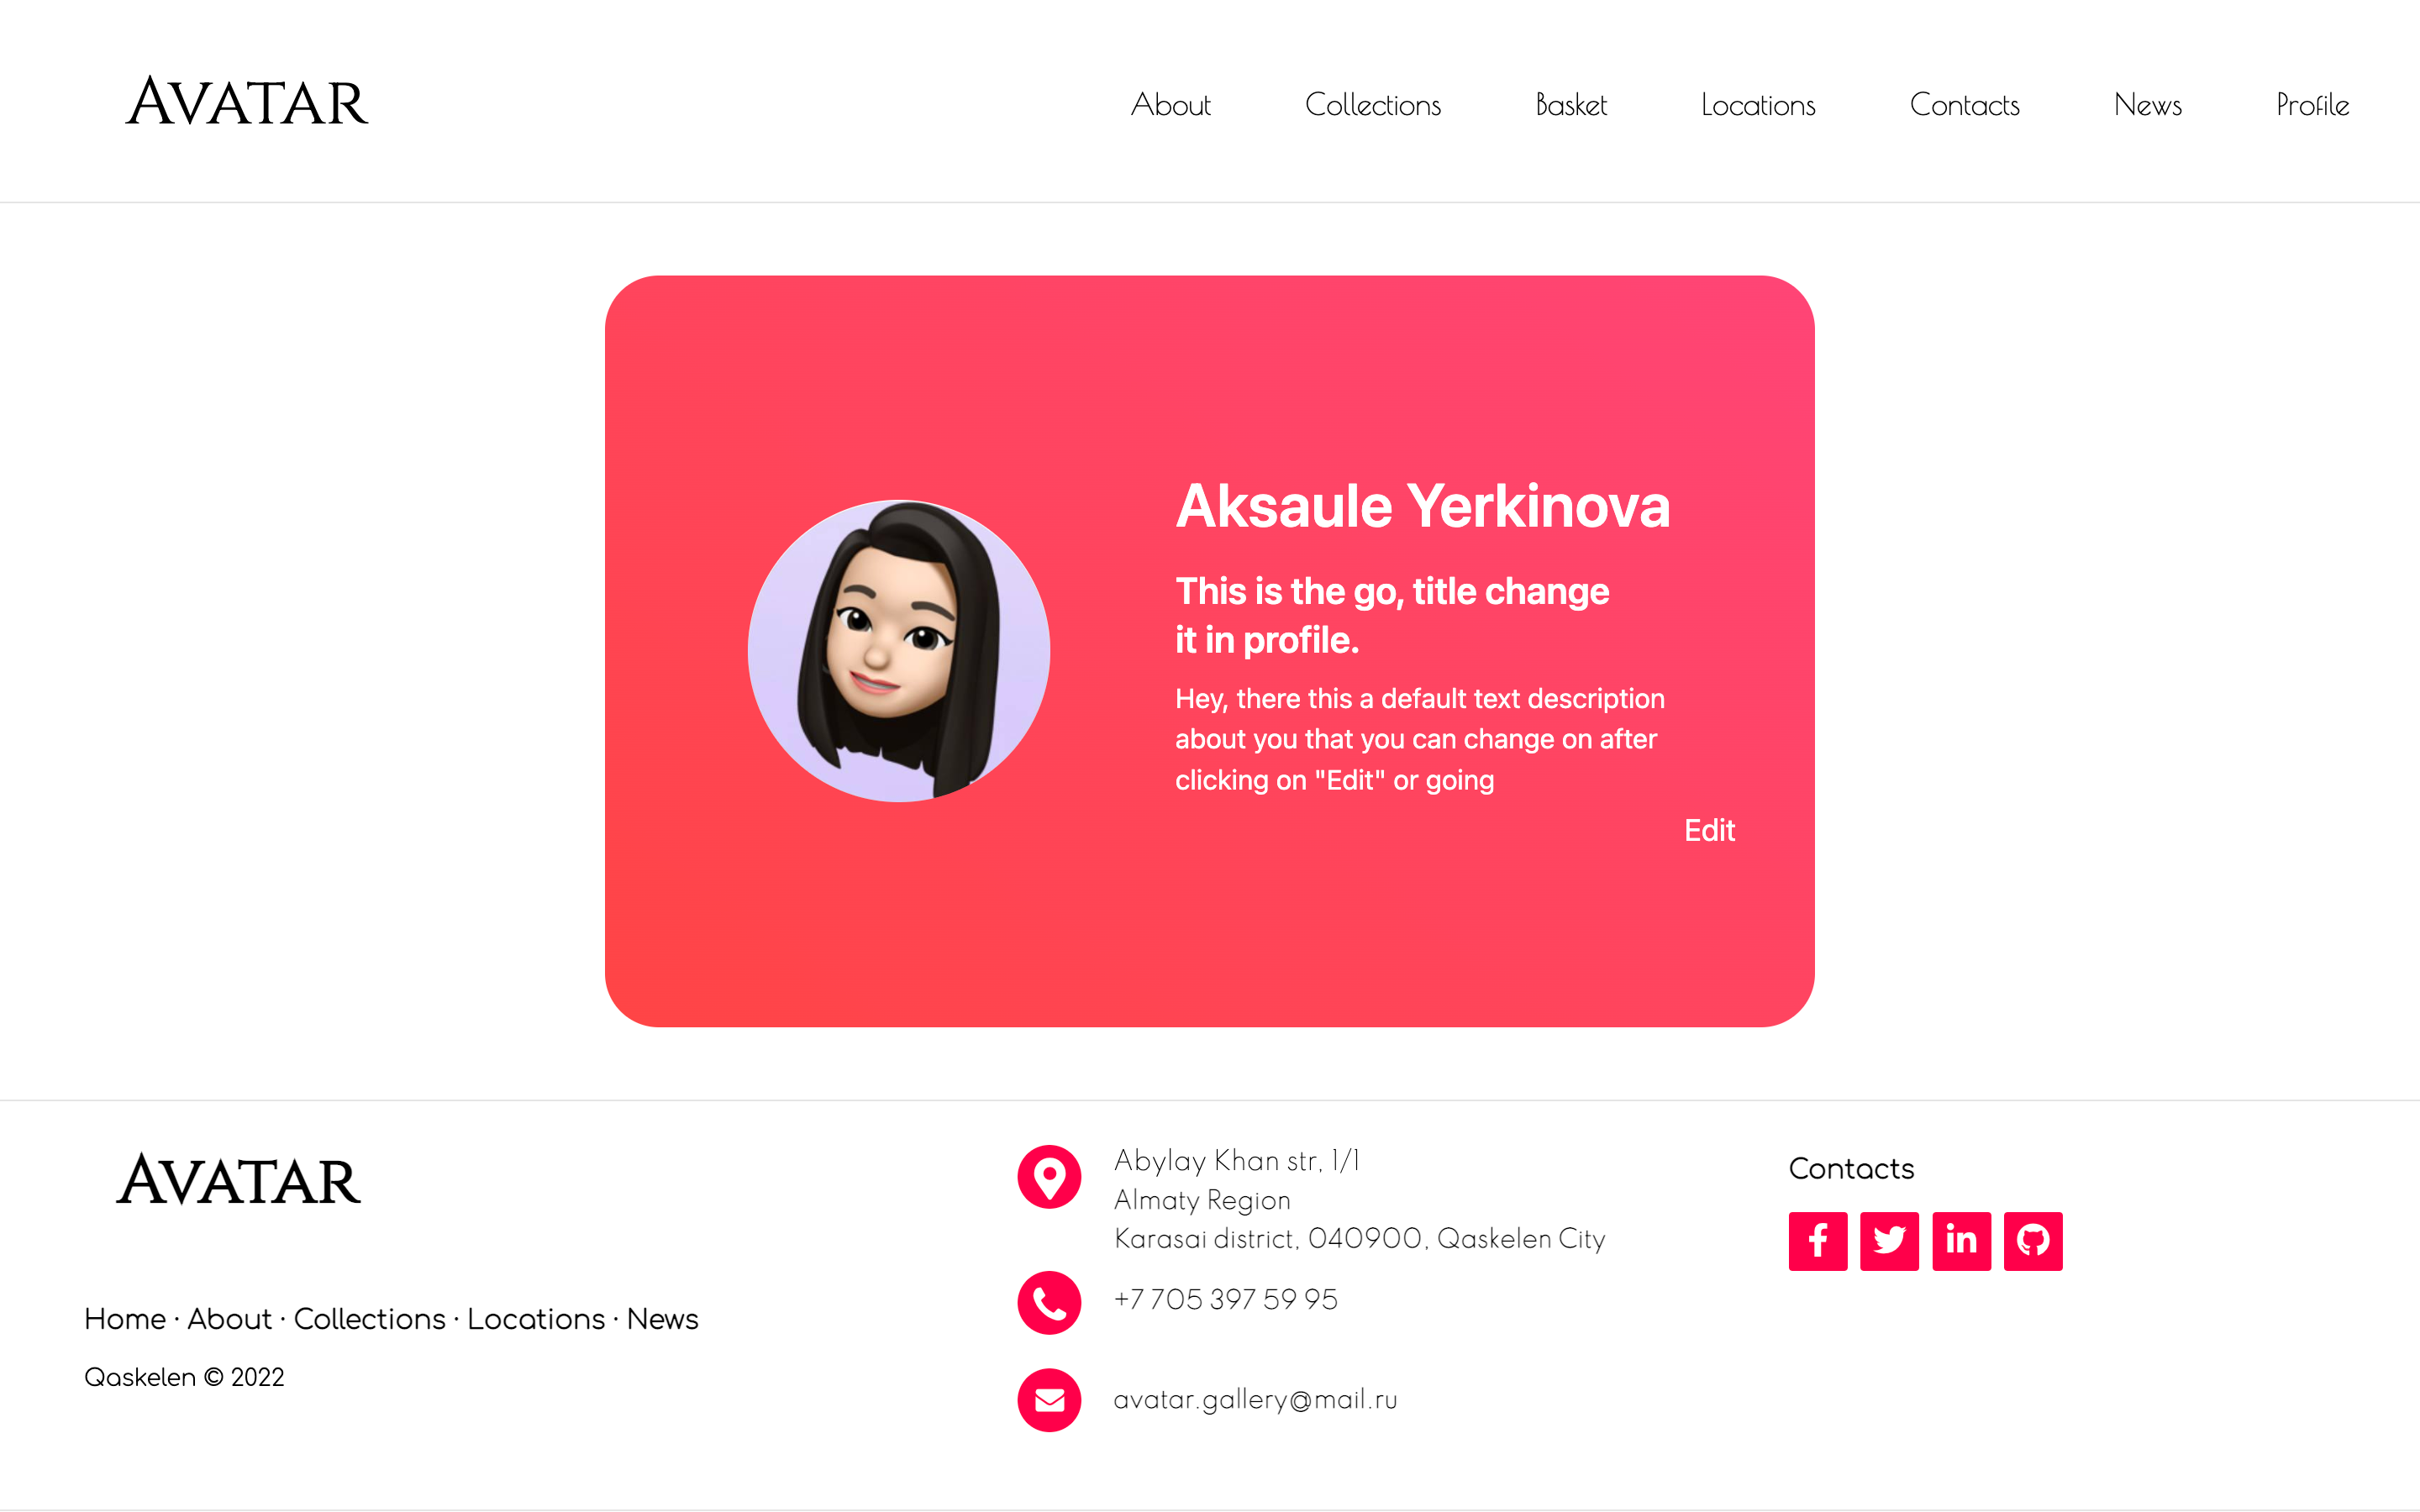 AVATAR
About Collections Basket Locations Contacts News Profile
Aksaule Yerkinova
This is the go, title change
it in profile.
Hey, there this a default text description
about you that you can change on after
clicking on "Edit" or going
Edit
AVATAR
Home · About · Collections · Locations · News
Qaskelen © 2022
Abylay Khan str, 1/1
Almaty Region
Karasai district, 040900, Qaskelen City
+7 705 397 59 95
avatar.gallery@mail.ru
Contacts